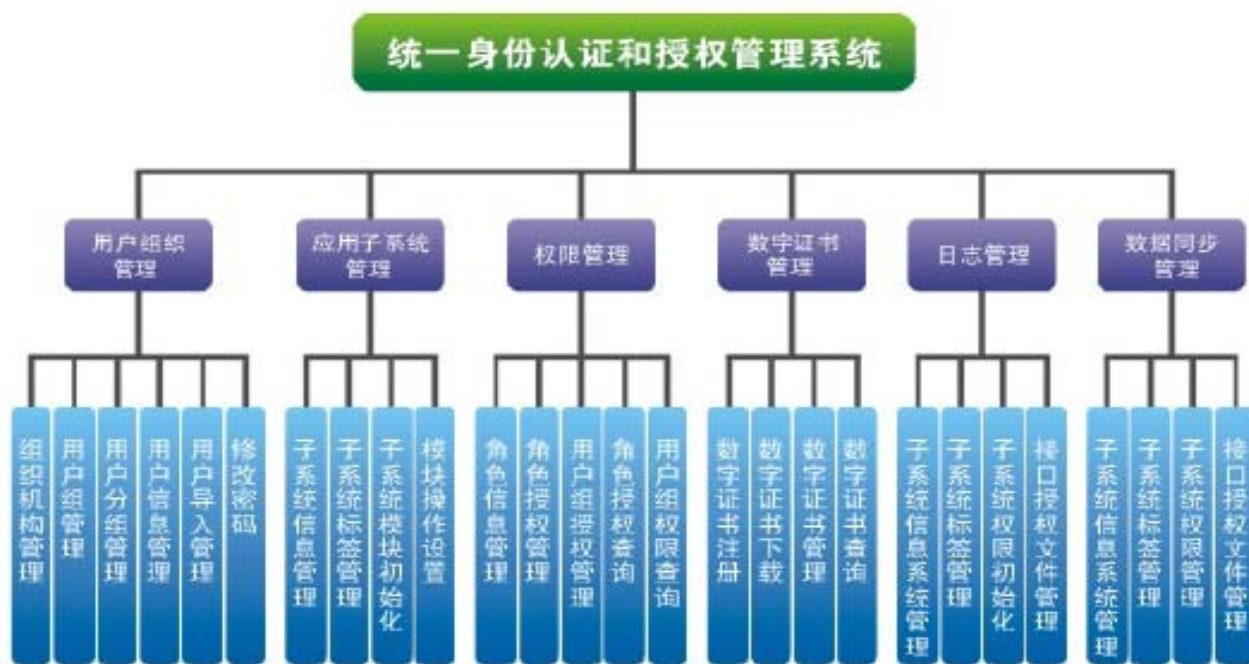 统一身份认证和授权管理系统
用户组织
管理
应用子系统
管理
权限管理
数字证书
管理
日志管理
数据同步
管理
组织机构管理
用户组管理
用户分组管理
用户信息管理
用户导入管理
修改密码
子系统信息管理
子系统标签管理
子系统模块初始化
模块操作设置
角色信息管理
角色授权管理
用户组授权管理
角色授权查询
用户组权限查询
数字证书注册
数字证书下载
数字证书管理
数字证书查询
子系统信息系统管理
子系统标签管理
子系统权限初始化
接口授权文件管理
子系统信息系统管理
子系统标签管理
子系统权限管理
接口授权文件管理